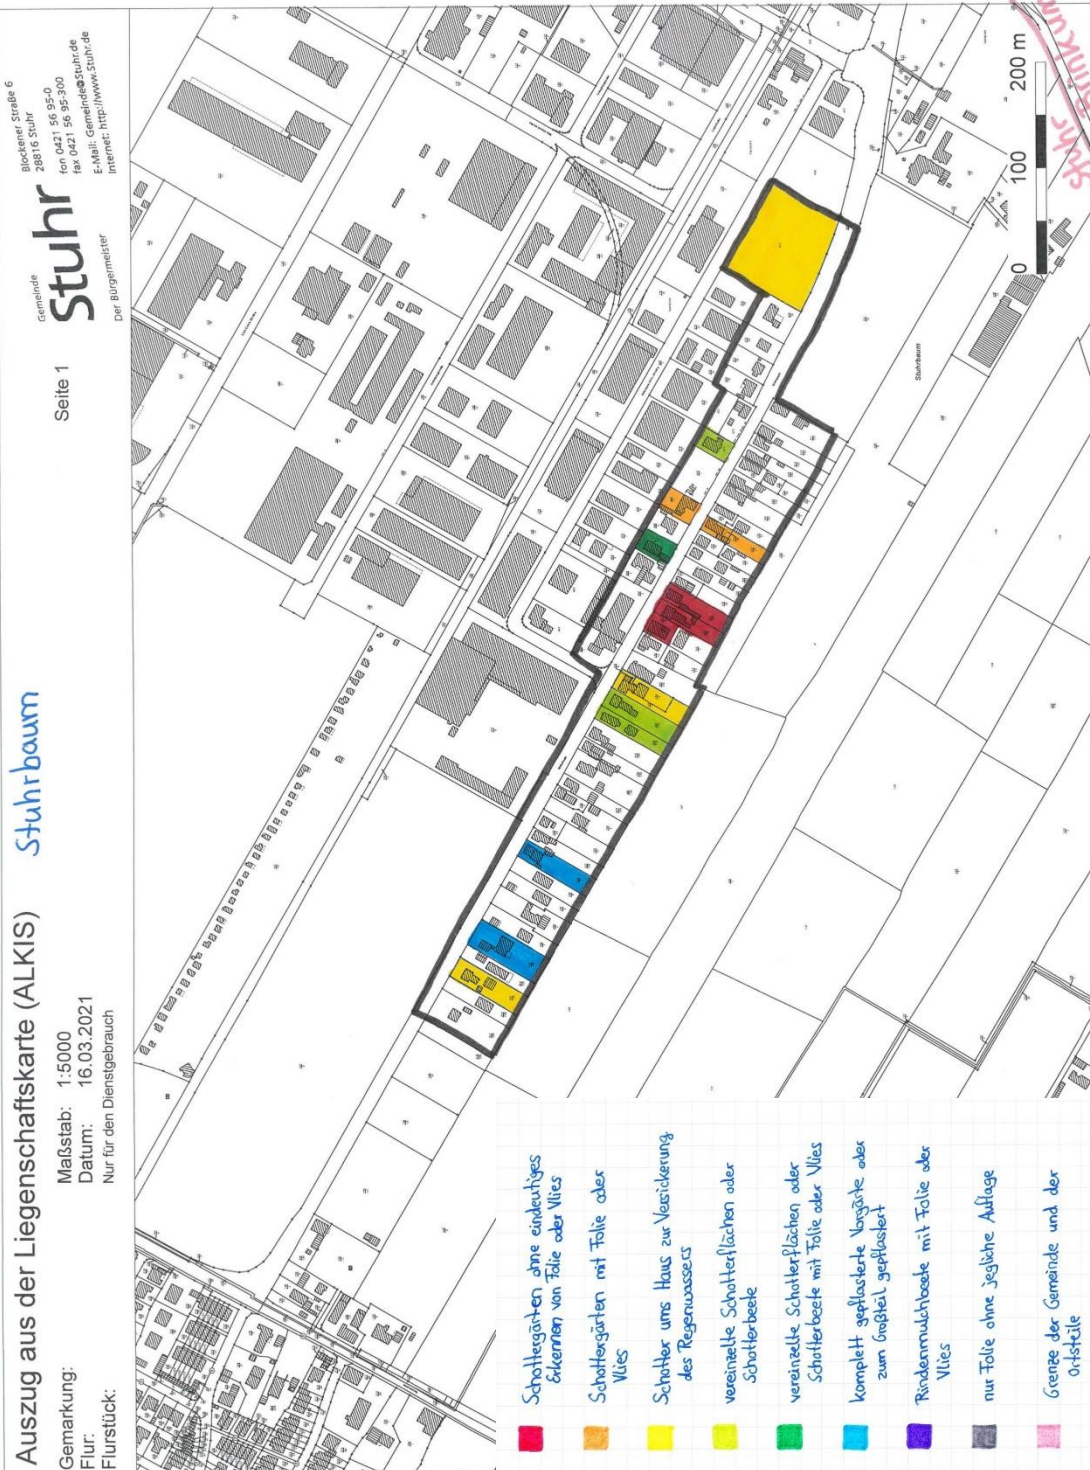 Auszug aus der Liegenschaftskarte (ALKIS)
Stuhrbaum
Gemarkung:
Flur:
Flurstück:
Maßstab: 1:5000
Datum: 16.03.2021
Nur für den Dienstgebrauch
Seite 1
Gemeinde
Stuhr
Der Bürgermeister
Blockener Straße 6
28816 Stuhr
fon 0421 56 95-0
fax 0421 56 95-300
E-Mail: Gemeinde@Stuhr.de
Internet: http://www.Stuhr.de
Stuhrbaum
0 100 200 m
Stuhr
Schottergärten ohne eindeutiges
Erkennen von Folie oder Vlies
Schottergärten mit Folie oder
Vlies
Schotter ums Haus zur Versickerung
des Regenwassers
vereinzelte Schotterflächen oder
Schotterbeete
vereinzelte Schotterflächen oder
Schotterbeete mit Folie oder Vlies
komplett gepflasterte Vorgärte oder
zum Großteil gepflastert
Rindenmulchbeete mit Folie oder
Vlies
nur Folie ohne jegliche Auflage
Grenze der Gemeinde und der
Ortsteile